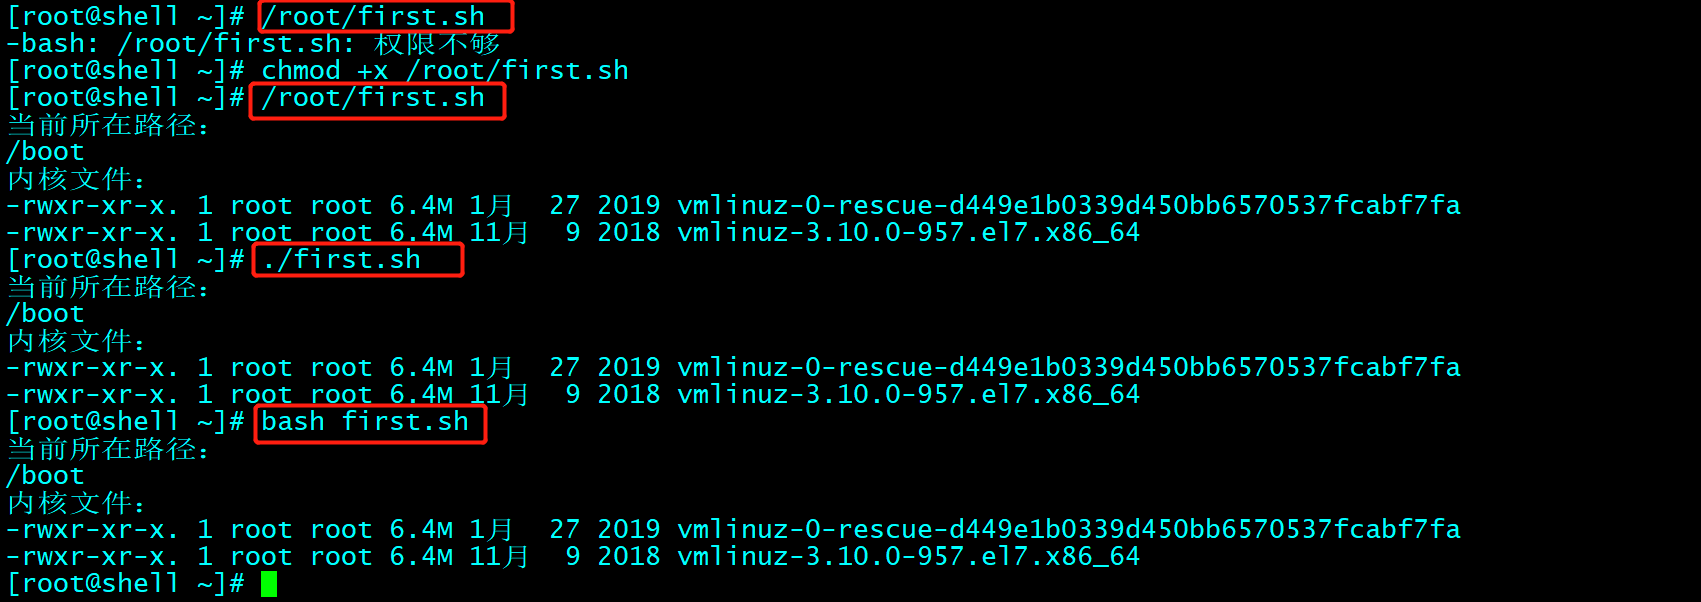 [root@shell ~]# /root/first.sh
-bash: /root/first.sh: 权限不够
[root@shell ~]# chmod +x /root/first.sh
[root@shell ~]# /root/first.sh
当前所在路径：
/boot
内核文件：
-rwxr-xr-x. 1 root root 6.4M 1月  27 2019 vmlinuz-0-rescue-d449e1b0339d450bb6570537fcabf7fa
-rwxr-xr-x. 1 root root 6.4M 11月  9 2018 vmlinuz-3.10.0-957.el7.x86_64
[root@shell ~]# ./first.sh
当前所在路径：
/boot
内核文件：
-rwxr-xr-x. 1 root root 6.4M 1月  27 2019 vmlinuz-0-rescue-d449e1b0339d450bb6570537fcabf7fa
-rwxr-xr-x. 1 root root 6.4M 11月  9 2018 vmlinuz-3.10.0-957.el7.x86_64
[root@shell ~]# bash first.sh
当前所在路径：
/boot
内核文件：
-rwxr-xr-x. 1 root root 6.4M 1月  27 2019 vmlinuz-0-rescue-d449e1b0339d450bb6570537fcabf7fa
-rwxr-xr-x. 1 root root 6.4M 11月  9 2018 vmlinuz-3.10.0-957.el7.x86_64
[root@shell ~]#